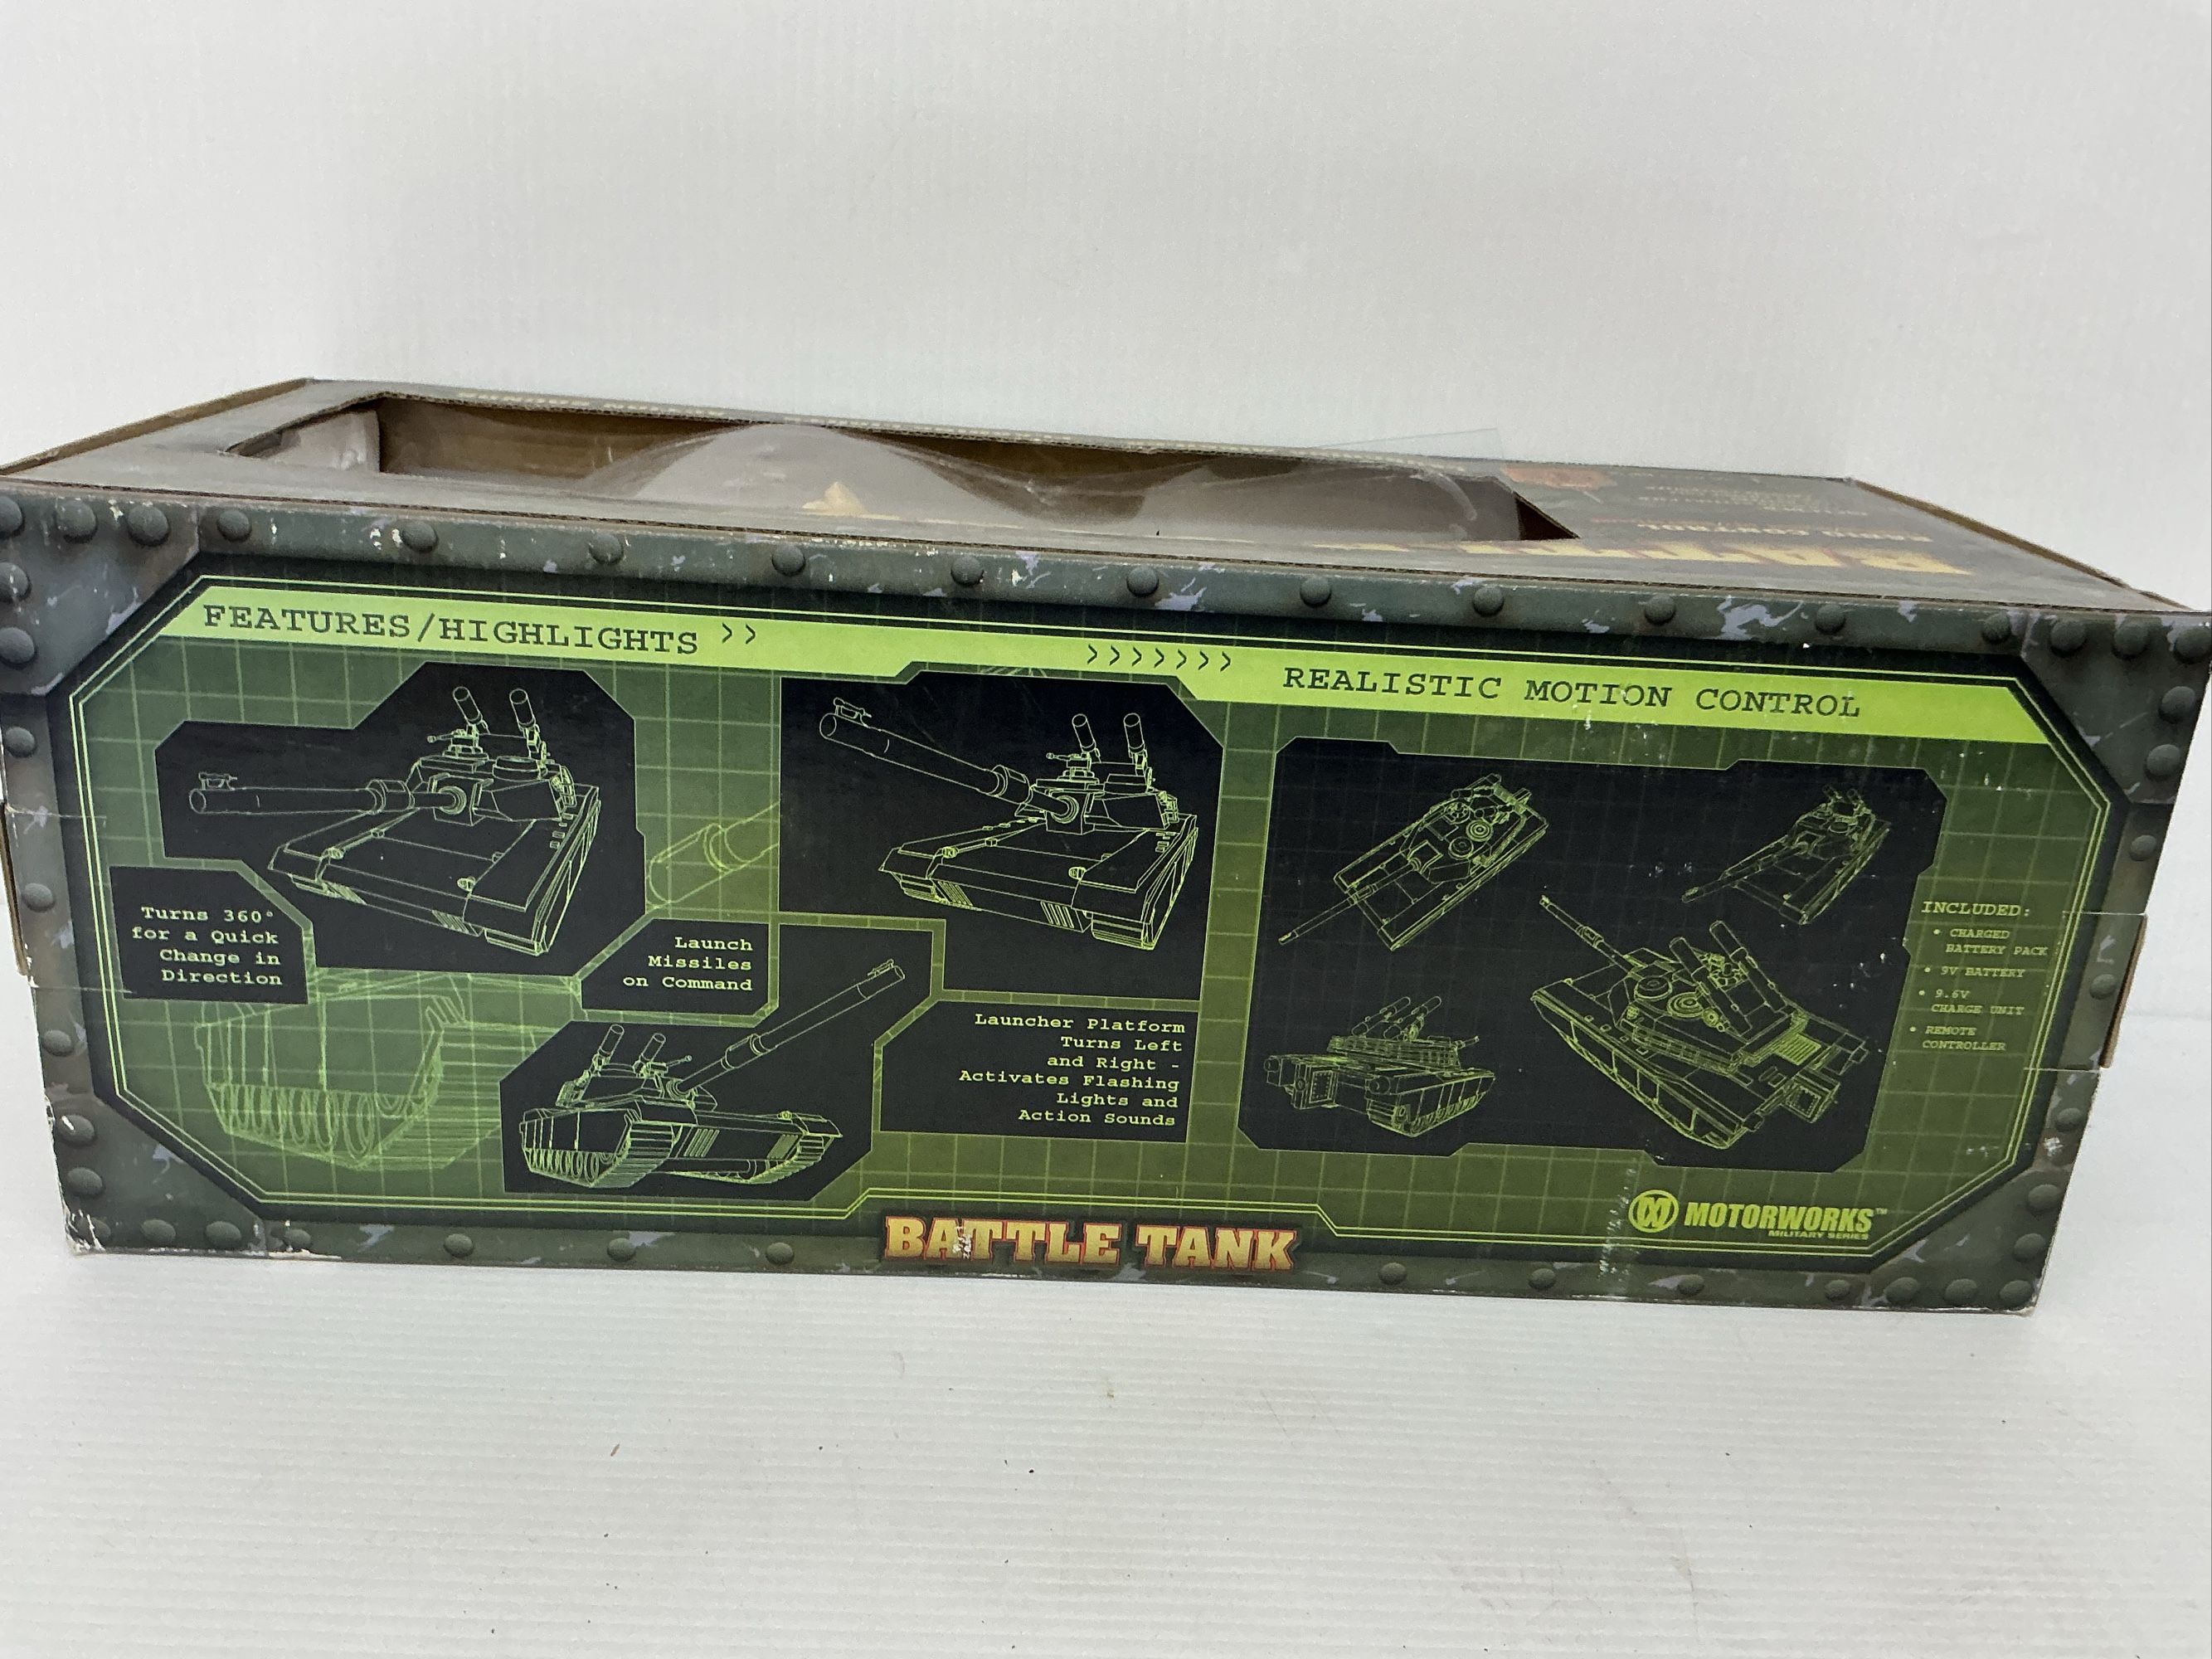 RADIO CONTROL
FEATURES/HIGHLIGHTS >>
>>>>>>> REALISTIC MOTION CONTROL
Turns 360°
for a Quick
Change in
Direction
Launch
Missiles
on Command
Launcher Platform
Turns Left
and Right -
Activates Flashing
Lights and
Action Sounds
INCLUDED:
• CHARGED
BATTERY PACK
• 9V BATTERY
• 9.6V
CHARGE UNIT
• REMOTE
CONTROLLER
MOTORWORKS™
MILITARY SERIES
BATTLE TANK